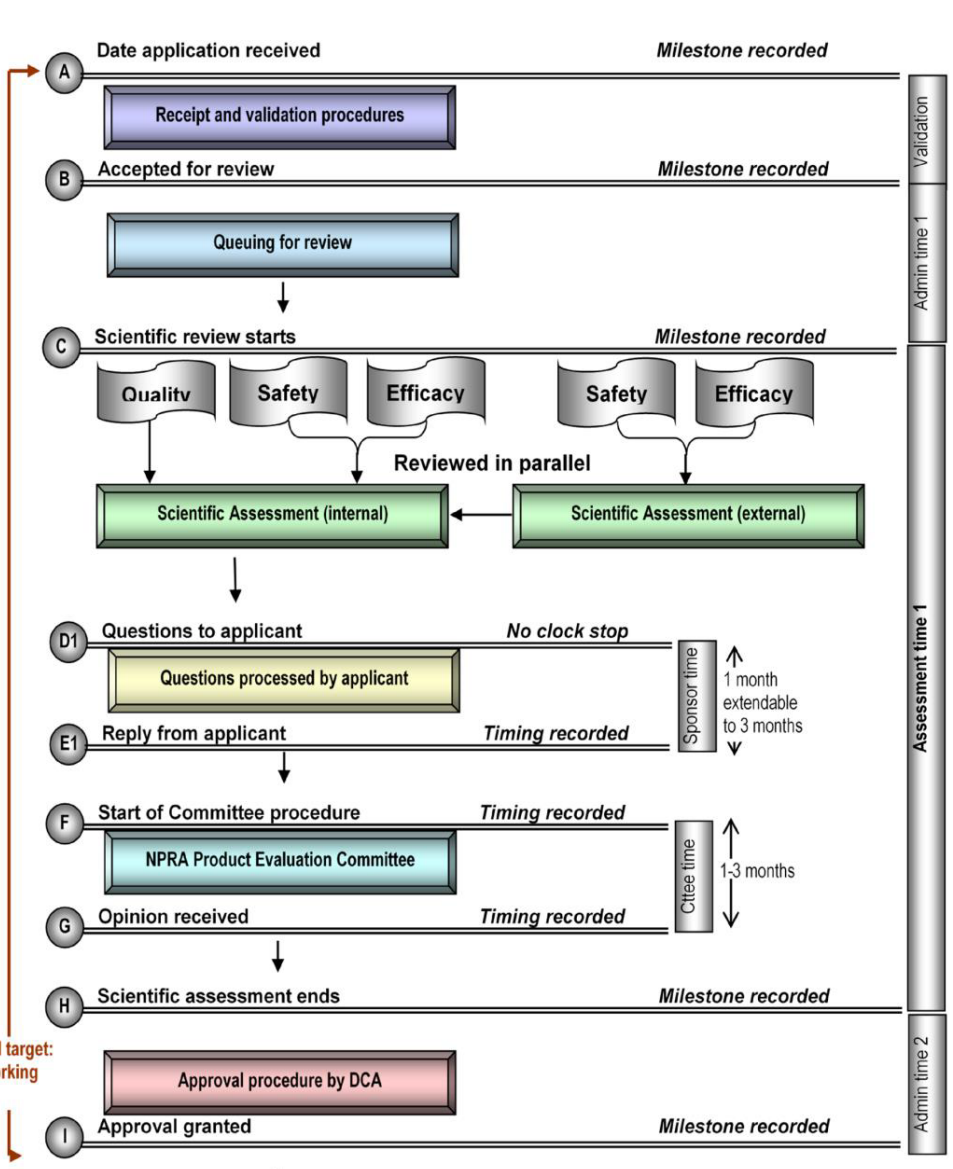 Date application received Milestone recorded
A
Receipt and validation procedures
Validation
Accepted for review Milestone recorded
B
Queuing for review
Admin time 1
Scientific review starts Milestone recorded
C
Quality Safety Efficacy Safety Efficacy
Reviewed in parallel
Scientific Assessment (internal) Scientific Assessment (external)
Assessment time 1
D1 Questions to applicant No clock stop
Questions processed by applicant
Sponsor time
1 month
extendable
to 3 months
E1 Reply from applicant Timing recorded
F Start of Committee procedure Timing recorded
NPRA Product Evaluation Committee
Cttee time
1-3 months
G Opinion received Timing recorded
H Scientific assessment ends Milestone recorded
target:
Approval procedure by DCA
Admin time 2
I Approval granted Milestone recorded